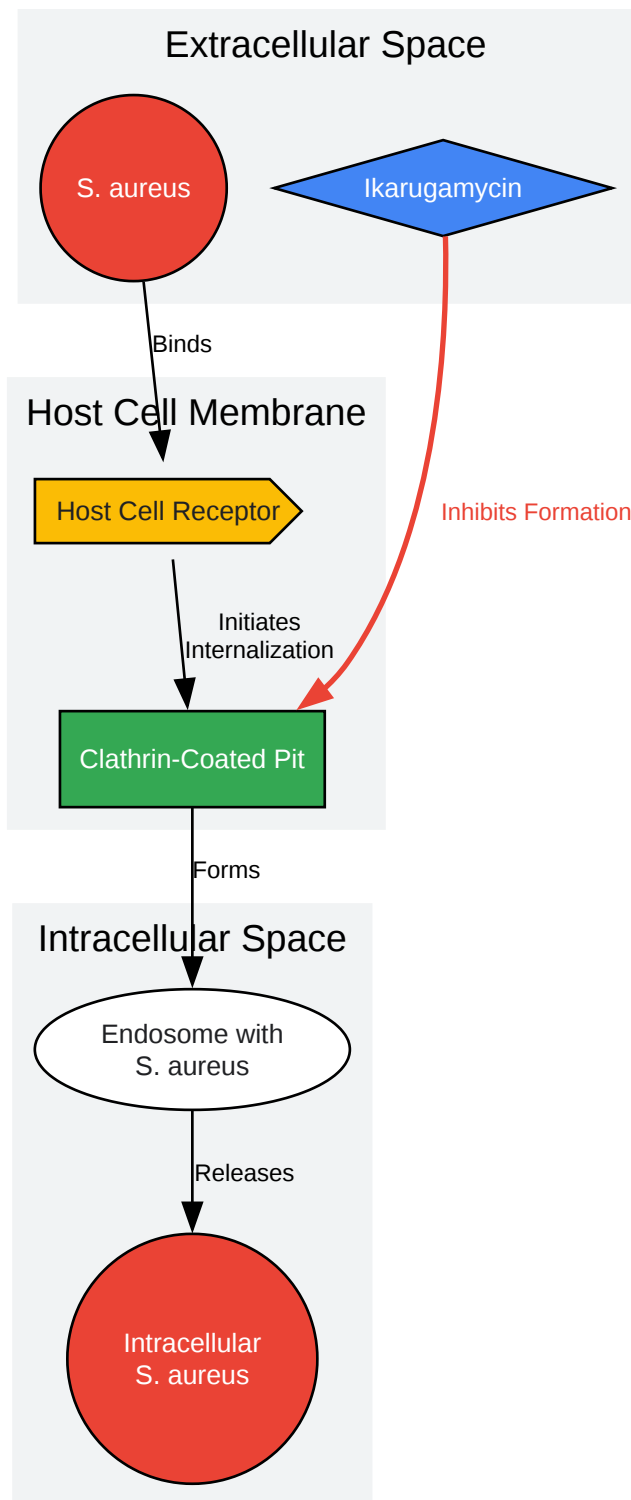 Extracellular Space
S. aureus
Ikarugamycin
Binds
Host Cell Membrane
Host Cell Receptor
Inhibits Formation
Initiates
Internalization
Clathrin-Coated Pit
Forms
Intracellular Space
Endosome with
S. aureus
Releases
Intracellular
S. aureus